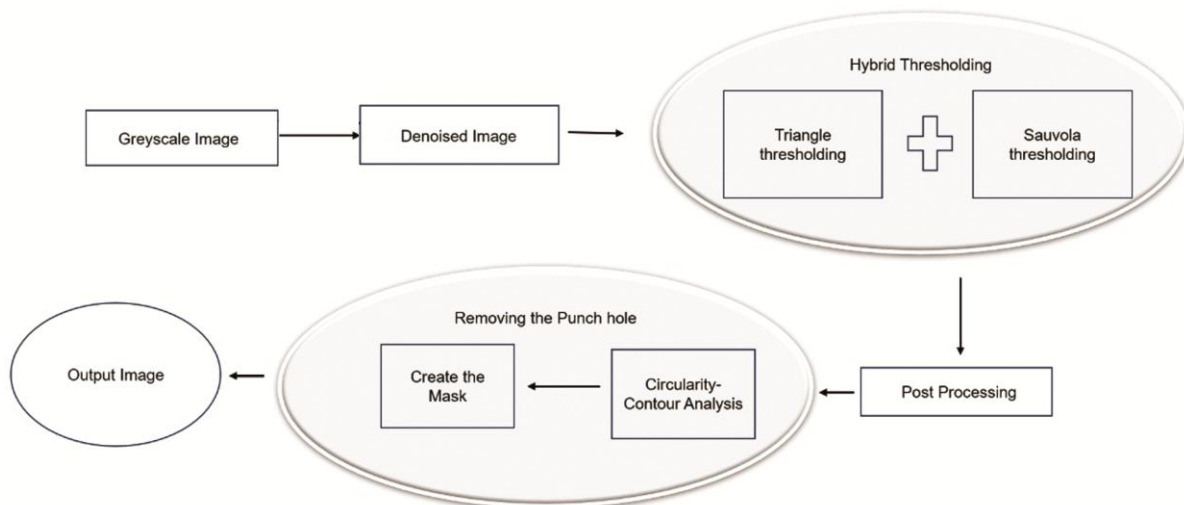 Greyscale Image
Denoised Image
Hybrid Thresholding
Triangle
thresholding
Sauvola
thresholding
Post Processing
Removing the Punch hole
Circularity-
Contour Analysis
Create the
Mask
Output Image